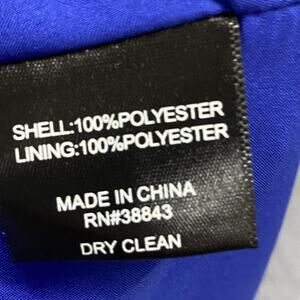 SHELL:100%POLYESTER
LINING:100%POLYESTER
MADE IN CHINA
RN#38843
DRY CLEAN